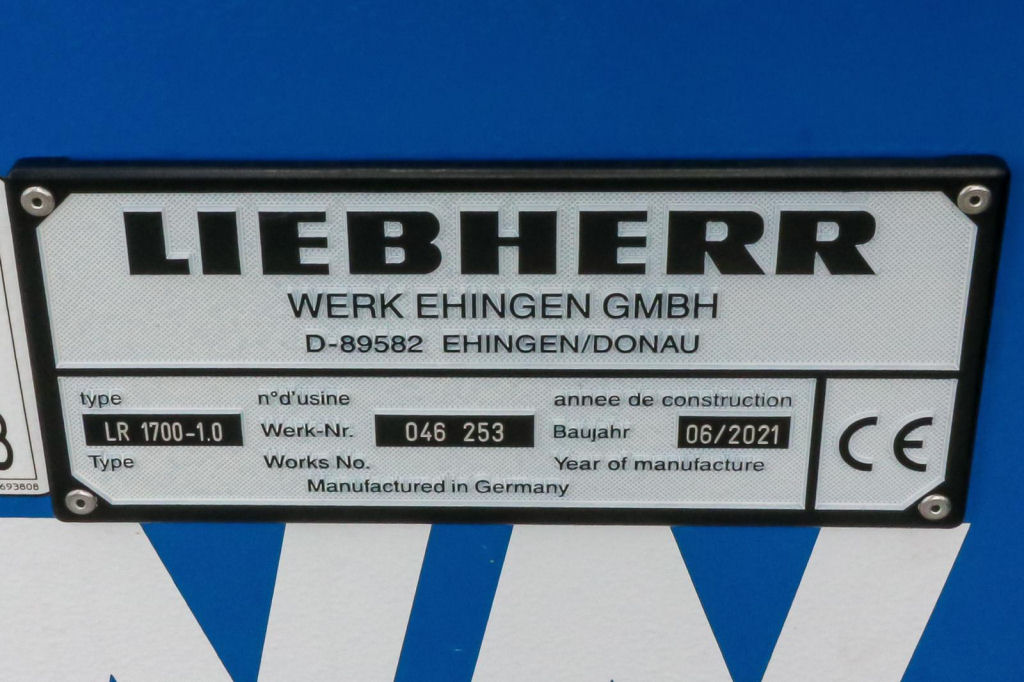 LIEBHERR
WERK EHINGEN GMBH
D-89582 EHINGEN/DONAU
type n°d'usine annee de construction
LR 1700-1.0 Werk-Nr. 046 253 Baujahr 06/2021
Type Works No. Year of manufacture
Manufactured in Germany
CE
693808